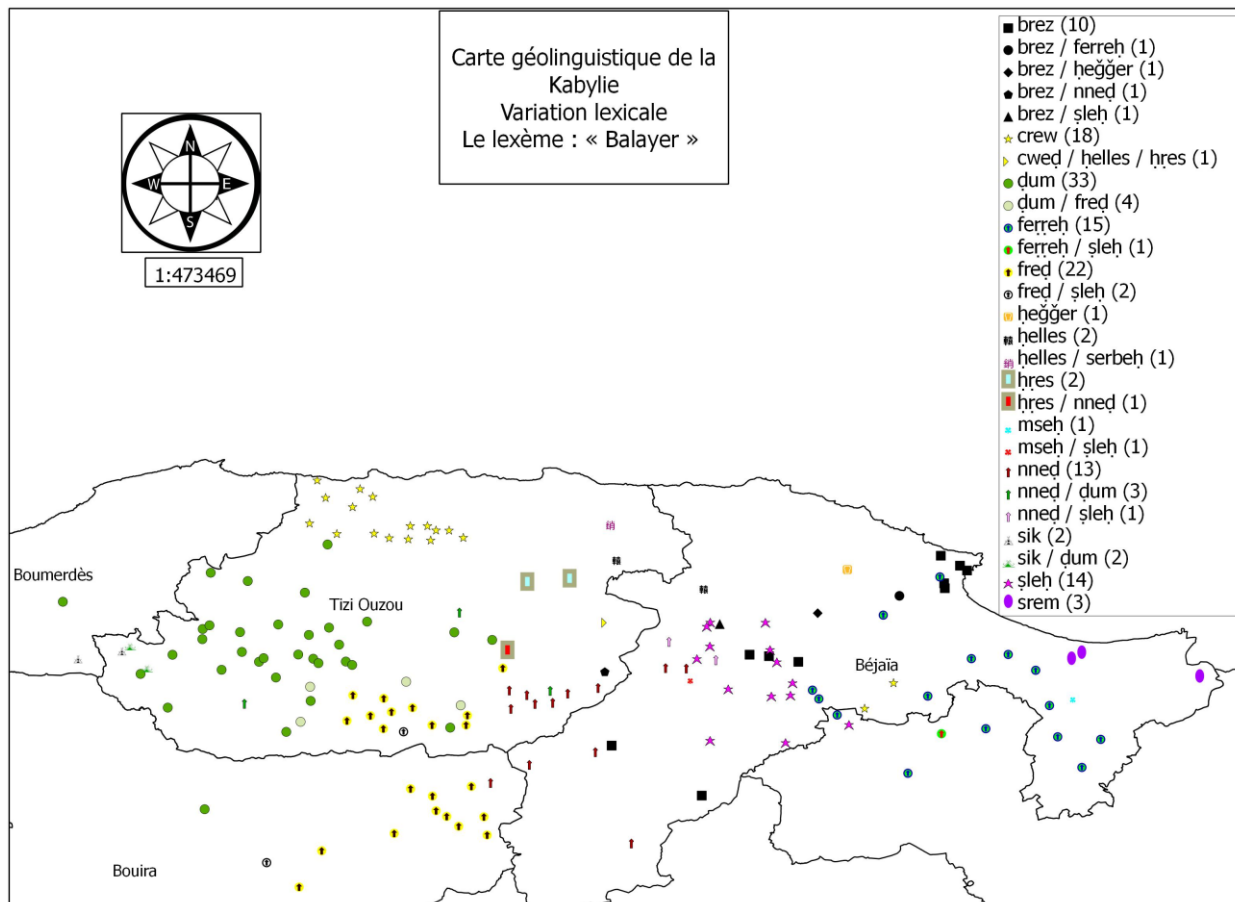 Carte géolinguistique de la
Kabylie
Variation lexicale
Le lexème : « Balayer »
N
W
E
S
1:473469
brez (10)
brez / ferreḥ (1)
brez / ḥeǧǧer (1)
brez / nneḍ (1)
brez / ṣleḥ (1)
crew (18)
cweḍ / ḥelles / ḥṛes (1)
ḍum (33)
ḍum / freḍ (4)
feṛṛeḥ (15)
feṛṛeḥ / ṣleḥ (1)
freḍ (22)
freḍ / ṣleḥ (2)
ḥeǧǧer (1)
ḥelles (2)
ḥelles / serbeḥ (1)
ḥṛes (2)
ḥṛes / nneḍ (1)
mseḥ (1)
mseḥ / ṣleḥ (1)
nneḍ (13)
nneḍ / ḍum (3)
nneḍ / ṣleḥ (1)
sik (2)
sik / ḍum (2)
ṣleḥ (14)
srem (3)
Boumerdès
Tizi Ouzou
Béjaïa
Bouira